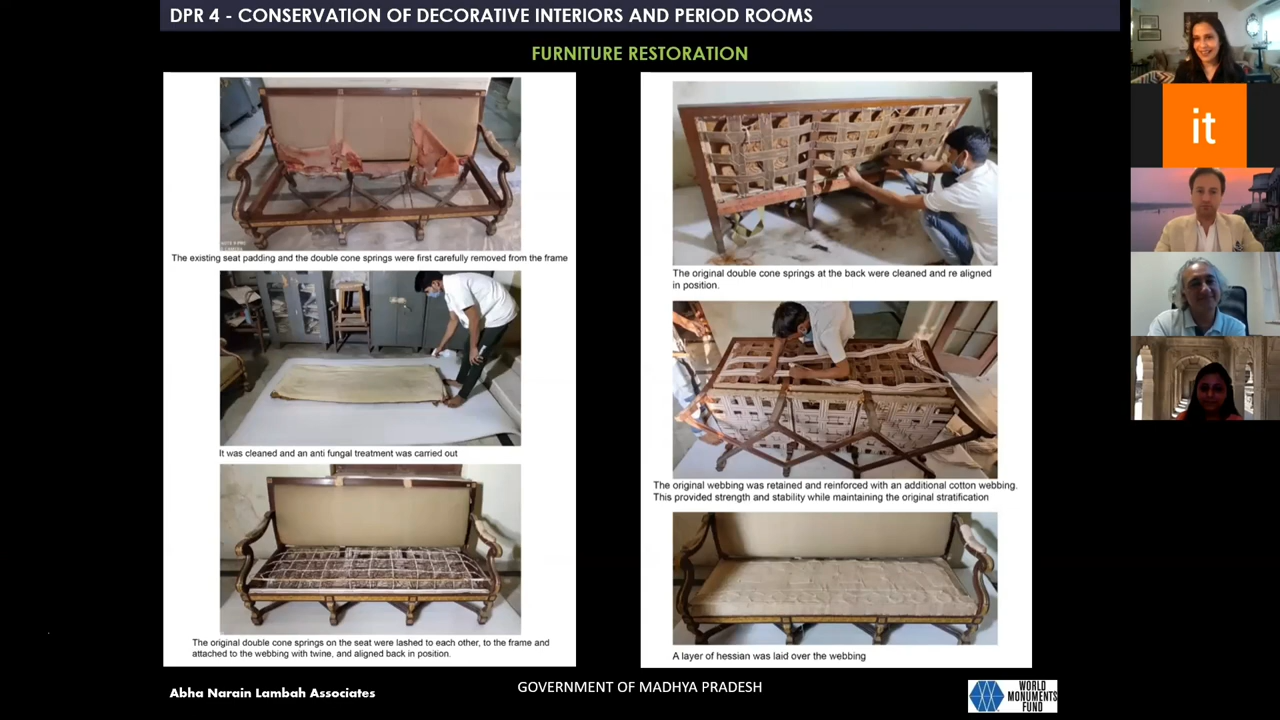 DPR 4 - CONSERVATION OF DECORATIVE INTERIORS AND PERIOD ROOMS
FURNITURE RESTORATION
The existing seat padding and the double cone springs were first carefully removed from the frame
It was cleaned and an anti fungal treatment was carried out
The original double cone springs on the seat were lashed to each other, to the frame and
attached to the webbing with twine, and aligned back in position.
The original double cone springs at the back were cleaned and re aligned
in position.
The original webbing was retained and reinforced with an additional cotton webbing.
This provided strength and stability while maintaining the original stratification
A layer of hessian was laid over the webbing
it
Abha Narain Lambah Associates
GOVERNMENT OF MADHYA PRADESH
WORLD
MONUMENTS
FUND